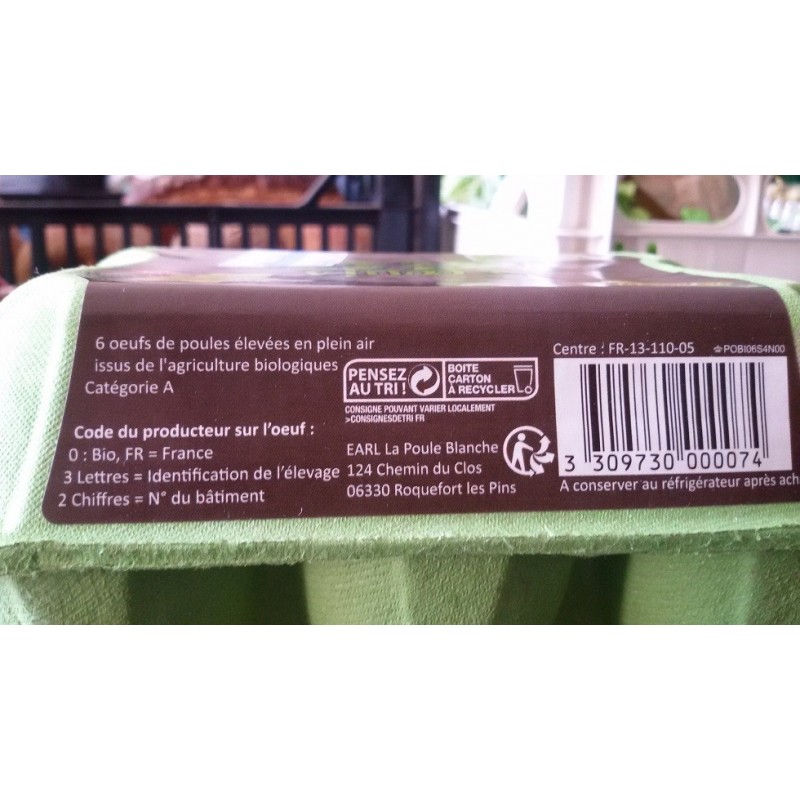 6 oeufs de poules élevées en plein air
issus de l'agriculture biologiques
Catégorie A
Code du producteur sur l'oeuf :
0 : Bio, FR = France
3 Lettres = Identification de l'élevage
2 Chiffres = N° du bâtiment
PENSEZ
AU TRI !
BOITE
CARTON
À RECYCLER
CONSIGNE POUVANT VARIER LOCALEMENT
>CONSIGNESDETRI FR
EARL La Poule Blanche
124 Chemin du Clos
06330 Roquefort les Pins
Centre : FR-13-110-05
POBI06S4N00
3 309730 000074
A conserver au réfrigérateur après ach